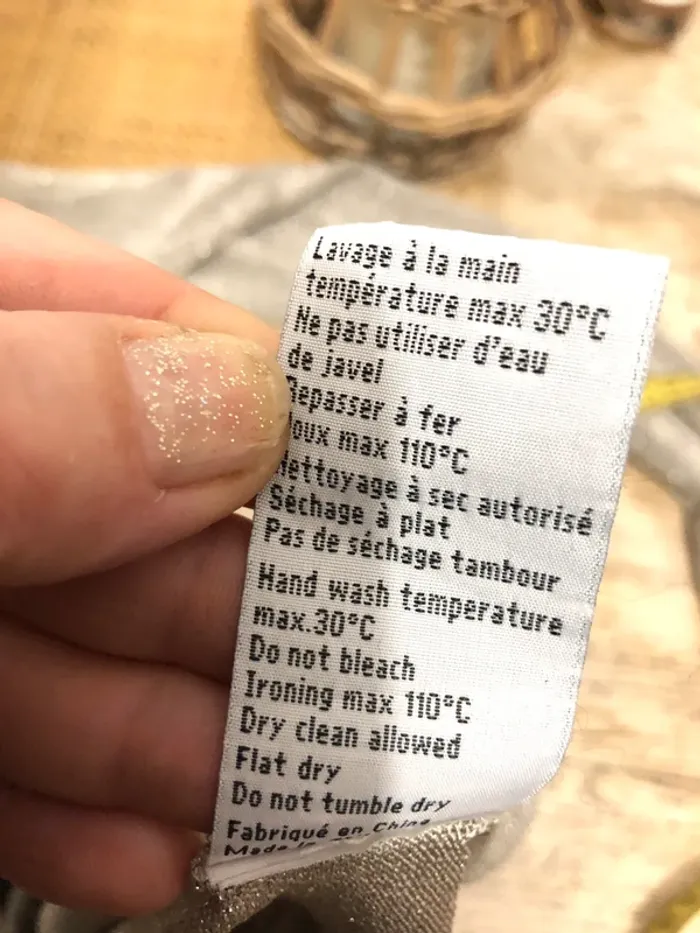 Lavage à la main
température max 30°C
Ne pas utiliser d'eau
de javel
Repasser à fer
doux max 110°C
Nettoyage à sec autorisé
Séchage à plat
Pas de séchage tambour
Hand wash temperature
max.30°C
Do not bleach
Ironing max 110°C
Dry clean allowed
Flat dry
Do not tumble dry
Fabriqué en Chine
Made in